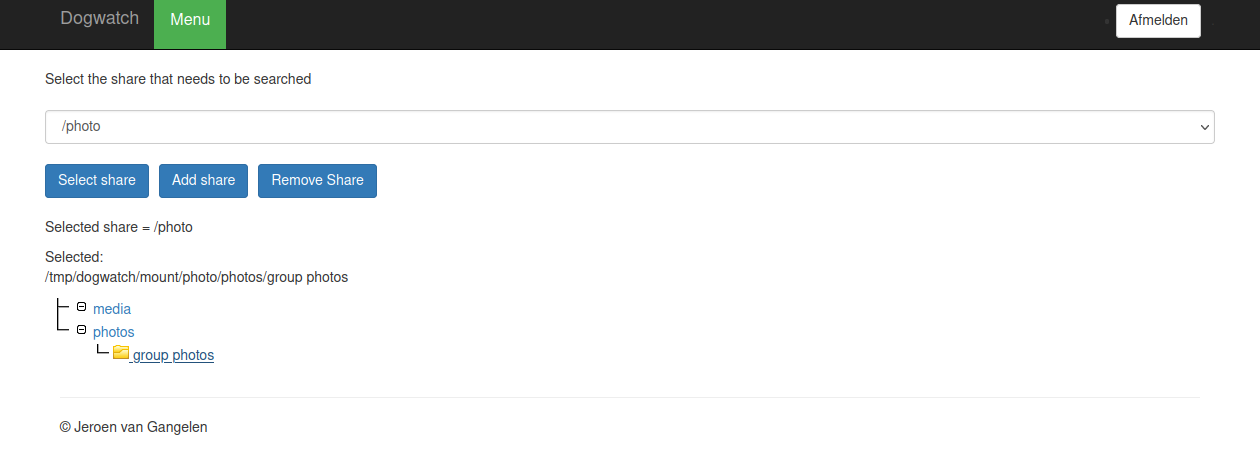 Dogwatch Menu Afmelden
Select the share that needs to be searched
/photo
Select share Add share Remove Share
Selected share = /photo
Selected:
/tmp/dogwatch/mount/photo/photos/group photos
media
photos
group photos
© Jeroen van Gangelen